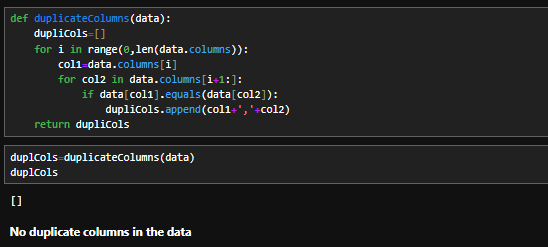 def duplicateColumns(data):
    dupliCols=[]
    for i in range(0,len(data.columns)):
        col1=data.columns[i]
        for col2 in data.columns[i+1:]:
            if data[col1].equals(data[col2]):
                dupliCols.append(col1+','+col2)
    return dupliCols
duplCols=duplicateColumns(data)
duplCols
[]
No duplicate columns in the data